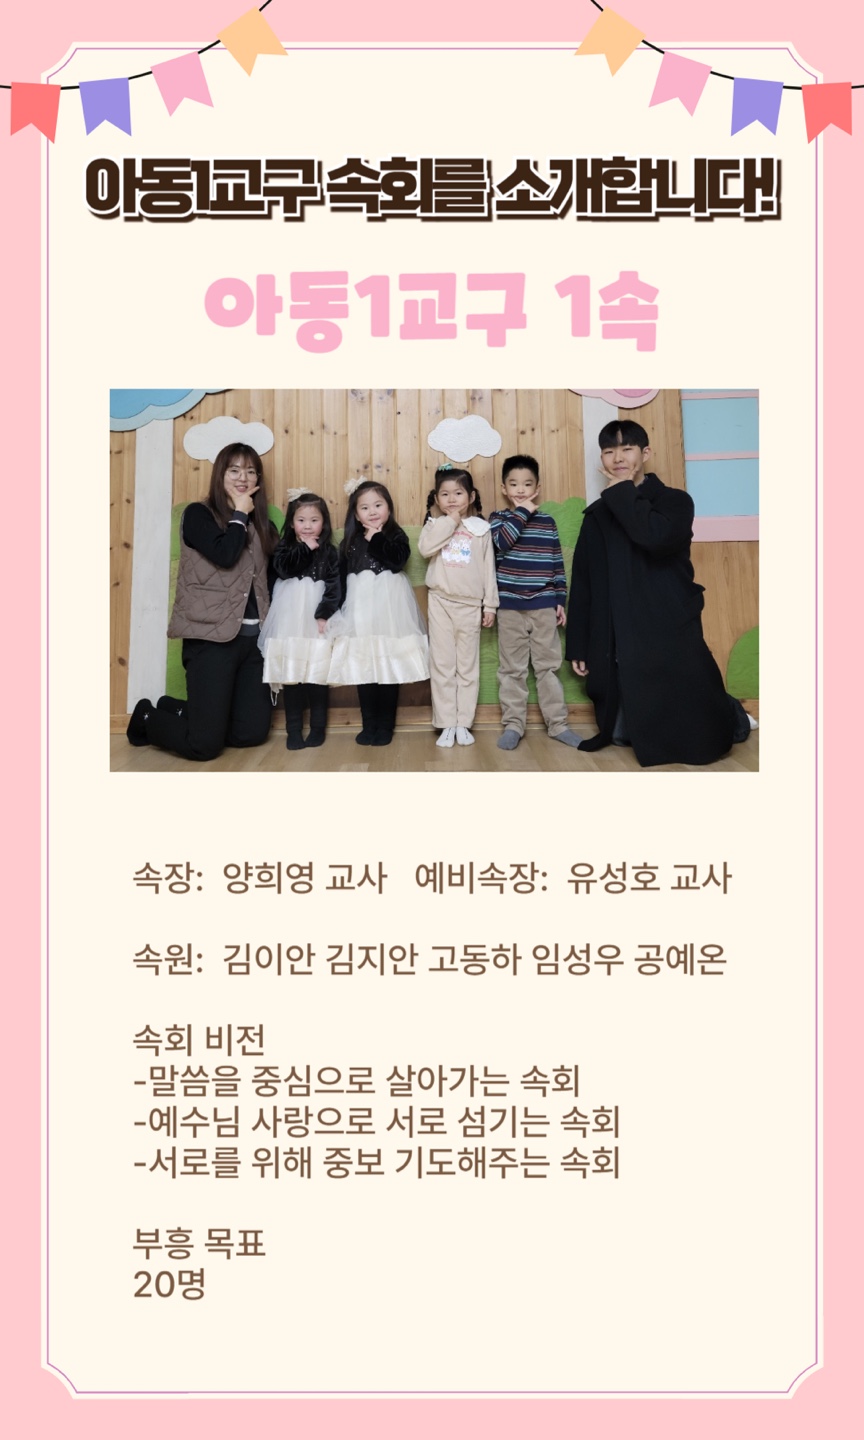 아동1교구 속회를 소개합니다!
아동1교구 1속
속장: 양희영 교사 예비속장: 유성호 교사
속원: 김이안 김지안 고동하 임성우 공예온
속회 비전
-말씀을 중심으로 살아가는 속회
-예수님 사랑으로 서로 섬기는 속회
-서로를 위해 중보 기도해주는 속회
부흥 목표
20명